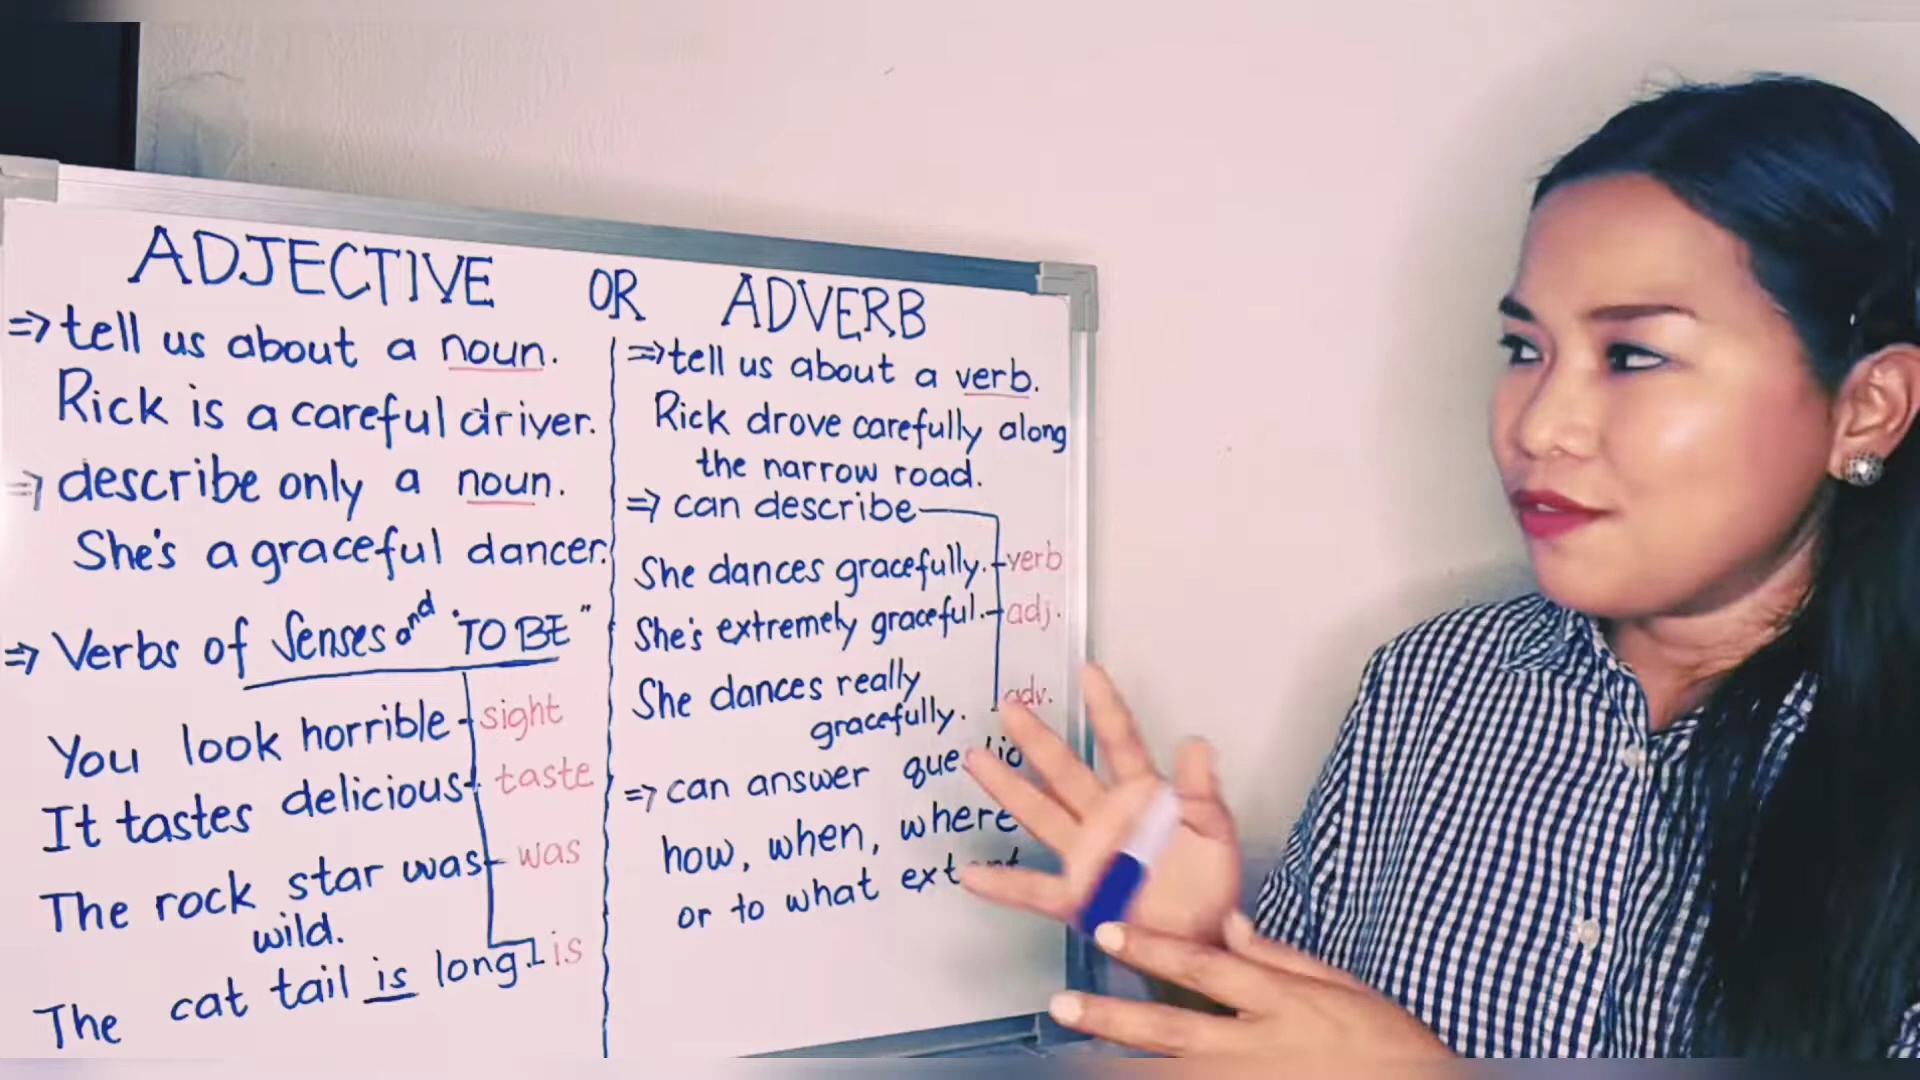 ADJECTIVE OR ADVERB
⇒ tell us about a noun.
Rick is a careful driver.
⇒ describe only a noun.
She's a graceful dancer.
⇒ Verbs of Senses and "TO BE"
You look horrible sight
It tastes delicious taste
The rock star was was
wild.
The cat tail is long. is
⇒ tell us about a verb.
Rick drove carefully along
the narrow road.
⇒ can describe
She dances gracefully. verb
She's extremely graceful. adj.
She dances really
gracefully. adv.
⇒ can answer
how, when, where
or to what